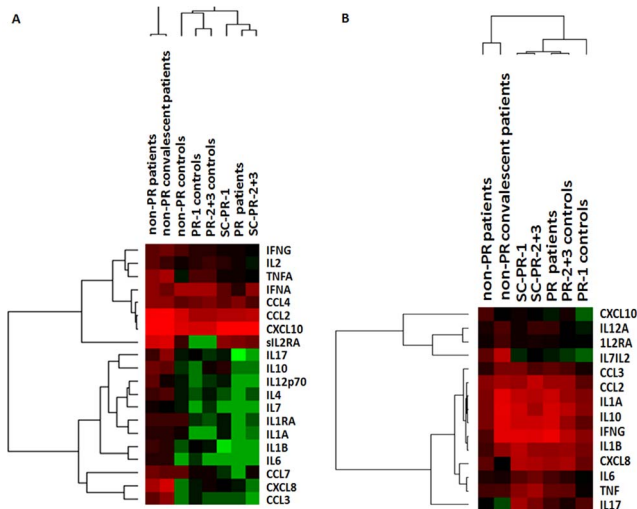 A
non-PR patients
non-PR convalescent patients
non-PR controls
PR-1 controls
PR-2+3 controls
SC-PR-1
PR patients
SC-PR-2+3
IFNG
IL2
TNFA
IFNA
CCL4
CCL2
CXCL10
sIL2RA
IL17
IL10
IL12p70
IL4
IL7
IL1RA
IL1A
IL1B
IL6
CCL7
CXCL8
CCL3
B
non-PR patients
non-PR convalescent patients
SC-PR-1
SC-PR-2+3
PR patients
PR-2+3 controls
PR-1 controls
CXCL10
IL12A
1L2RA
IL7IL2
CCL3
CCL2
IL1A
IL10
IFNG
IL1B
CXCL8
IL6
TNF
IL17